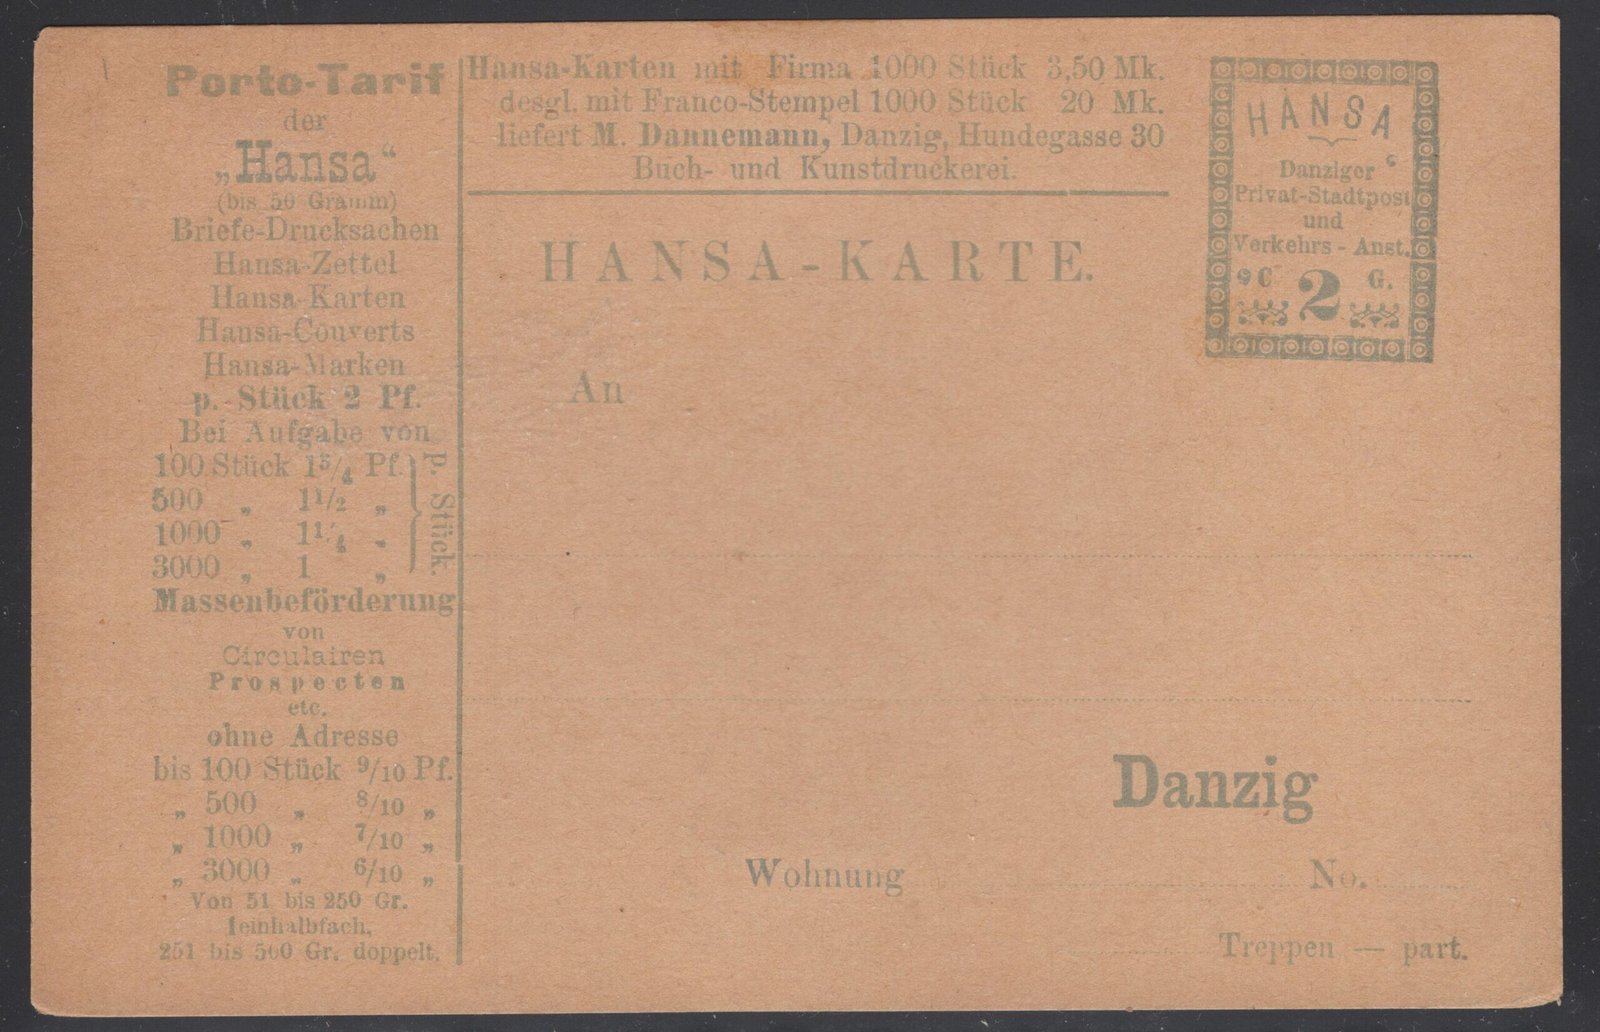 Porto-Tarif
der
„Hansa“
(bis 50 Gramm)
Briefe-Drucksachen
Hansa-Zettel
Hansa-Karten
Hansa-Couverts
Hansa-Marken
p. Stück 2 Pf.
Bei Aufgabe von
100 Stück 1⁵/₄ Pf.
500 „ 1¹/₂ „
1000 „ 1¹/₄ „
3000 „ 1 „
p. Stück.
Massenbeförderung
von
Circulairen
Prospecten
etc.
ohne Adresse
bis 100 Stück 9/10 Pf.
„ 500 „ 8/10 „
„ 1000 „ 7/10 „
„ 3000 „ 6/10 „
Von 51 bis 250 Gr.
1einhalbfach,
251 bis 500 Gr. doppelt.
Hansa-Karten mit Firma 1000 Stück 3,50 Mk.
desgl. mit Franco-Stempel 1000 Stück 20 Mk.
liefert M. Dannemann, Danzig, Hundegasse 30
Buch- und Kunstdruckerei.
HANSA
Danziger
Privat-Stadtpost
und
Verkehrs - Anst.
2 G.
HANSA-KARTE.
An
Danzig
Wohnung No.
Treppen — part.